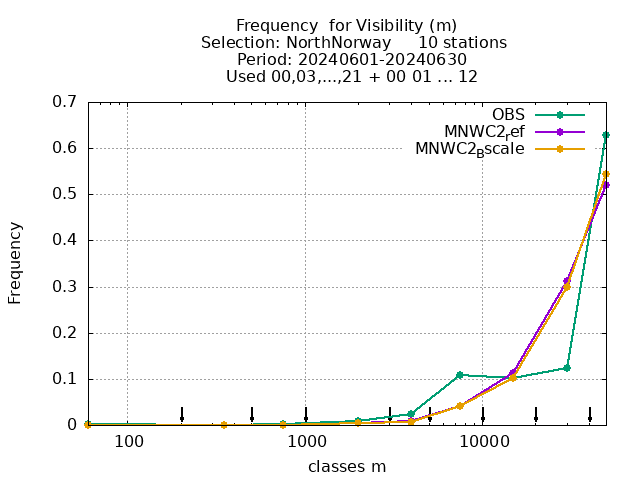 Frequency  for Visibility (m)
Selection: NorthNorway     10 stations
Period: 20240601-20240630
Used 00,03,...,21 + 00 01 ... 12
0.7
0.6
0.5
0.4
0.3
0.2
0.1
0
Frequency
OBS
MNWC2_ref
MNWC2_Bscale
100
1000
10000
classes m